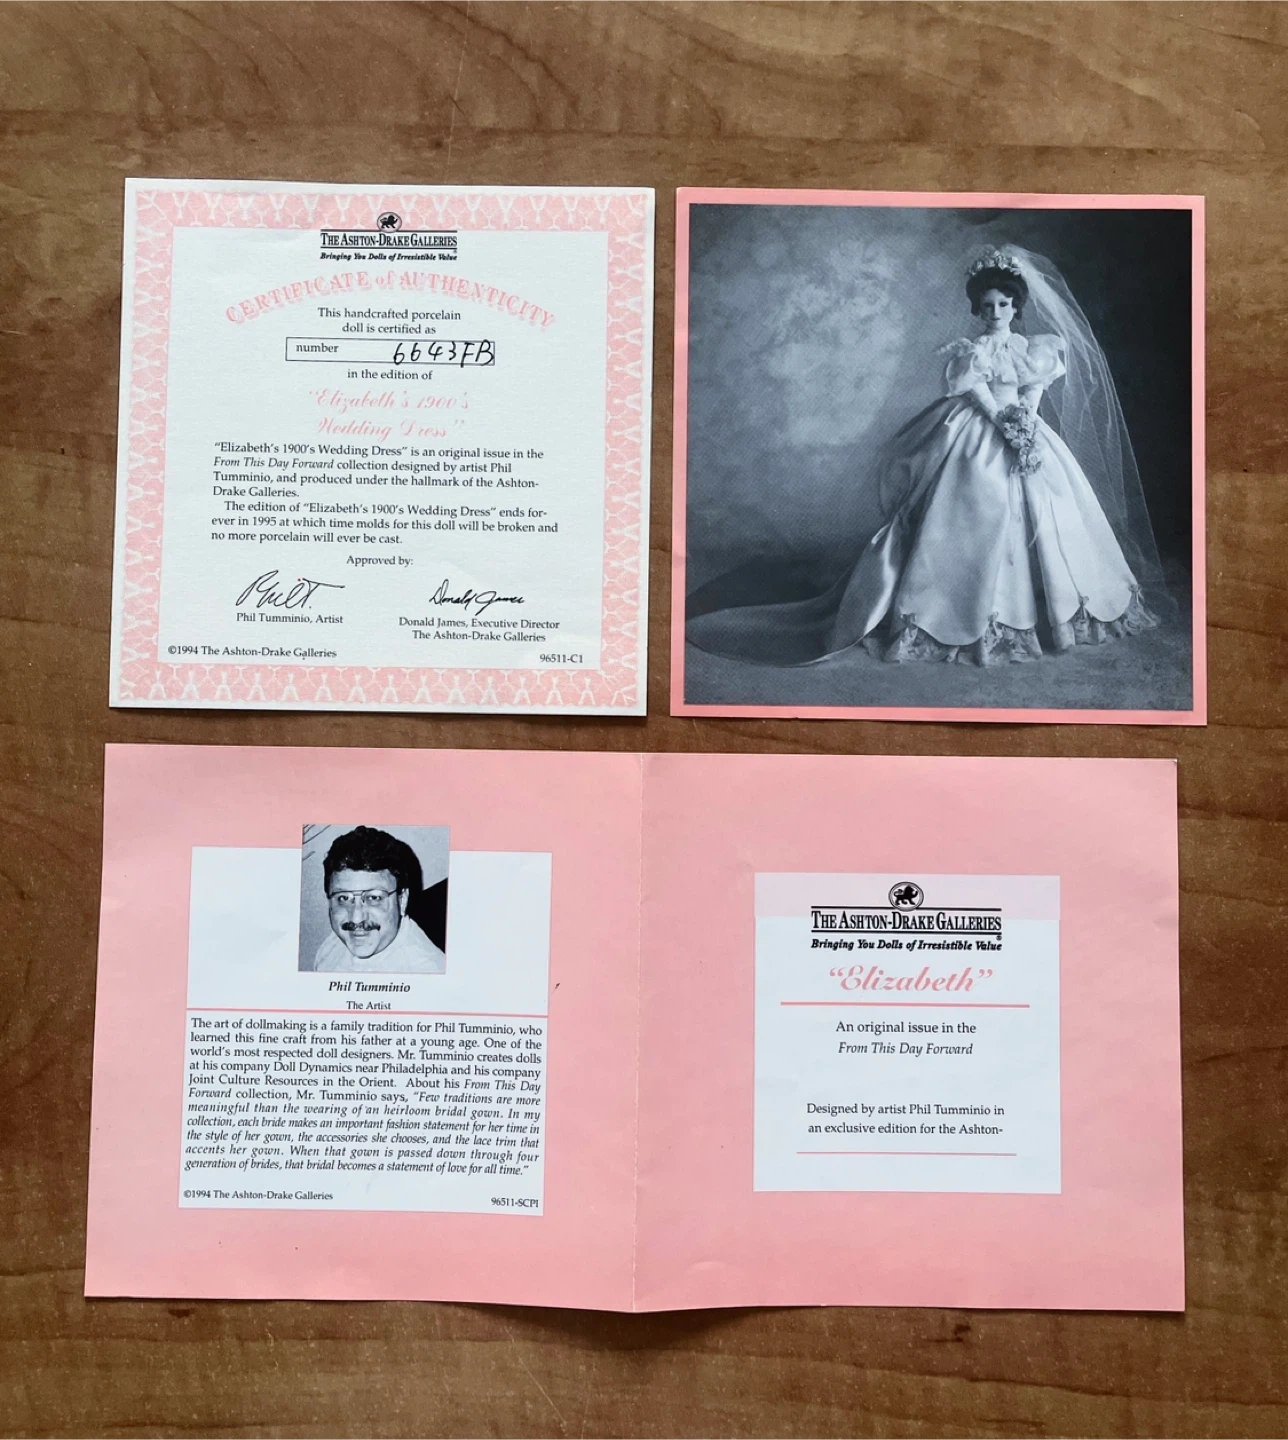 THE ASHTON-DRAKE GALLERIES
Bringing You Dolls of Irresistible Value
CERTIFICATE of AUTHENTICITY
This handcrafted porcelain
doll is certified as
number 6643FB
in the edition of
"Elizabeth's 1900's
Wedding Dress"
"Elizabeth's 1900's Wedding Dress" is an original issue in the
From This Day Forward collection designed by artist Phil
Tumminio, and produced under the hallmark of the Ashton-
Drake Galleries.
The edition of "Elizabeth's 1900's Wedding Dress" ends for-
ever in 1995 at which time molds for this doll will be broken and
no more porcelain will ever be cast.
Approved by:
Phil T.
Donald James
Phil Tumminio, Artist
Donald James, Executive Director
The Ashton-Drake Galleries
©1994 The Ashton-Drake Galleries
96511-C1
Phil Tumminio
The Artist
The art of dollmaking is a family tradition for Phil Tumminio, who
learned this fine craft from his father at a young age. One of the
world's most respected doll designers. Mr. Tumminio creates dolls
at his company Doll Dynamics near Philadelphia and his company
Joint Culture Resources in the Orient. About his From This Day
Forward collection, Mr. Tumminio says, "Few traditions are more
meaningful than the wearing of an heirloom bridal gown. In my
collection, each bride makes an important fashion statement for her time in
the style of her gown, the accessories she chooses, and the lace trim that
accents her gown. When that gown is passed down through four
generation of brides, that bridal becomes a statement of love for all time."
©1994 The Ashton-Drake Galleries
96511-SCPI
THE ASHTON-DRAKE GALLERIES
®
Bringing You Dolls of Irresistible Value
"Elizabeth"
An original issue in the
From This Day Forward
Designed by artist Phil Tumminio in
an exclusive edition for the Ashton-